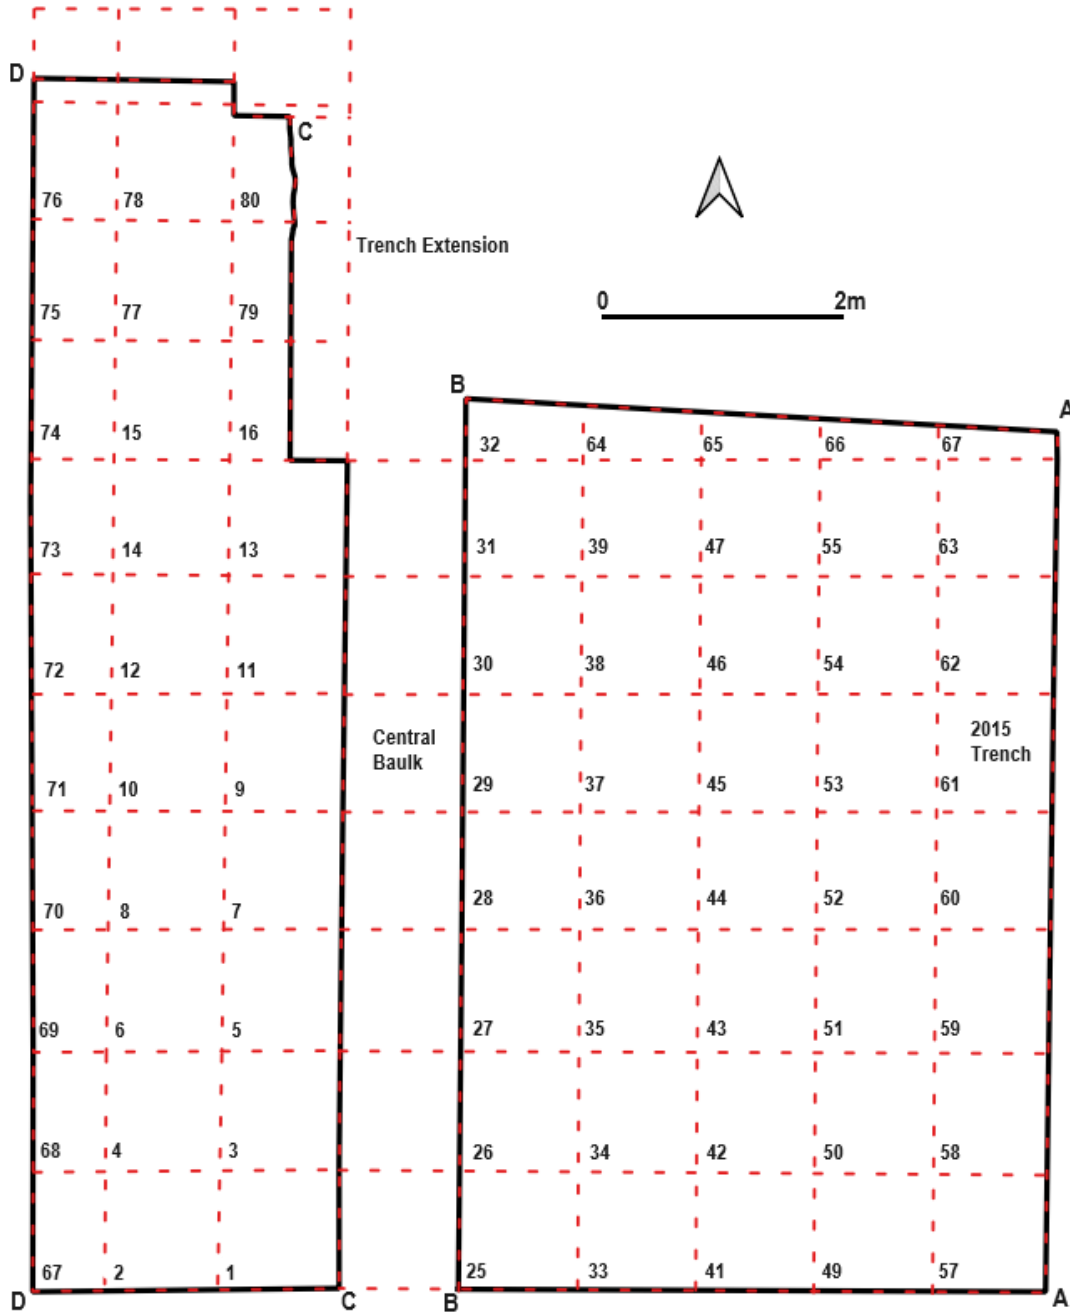 D
C
76 78 80
Trench Extension
75 77 79
0 2m
B
A
74 15 16
32 64 65 66 67
73 14 13
31 39 47 55 63
72 12 11
30 38 46 54 62
Central
Baulk
2015
Trench
71 10 9
29 37 45 53 61
70 8 7
28 36 44 52 60
69 6 5
27 35 43 51 59
68 4 3
26 34 42 50 58
67 2 1
25 33 41 49 57
D C B A